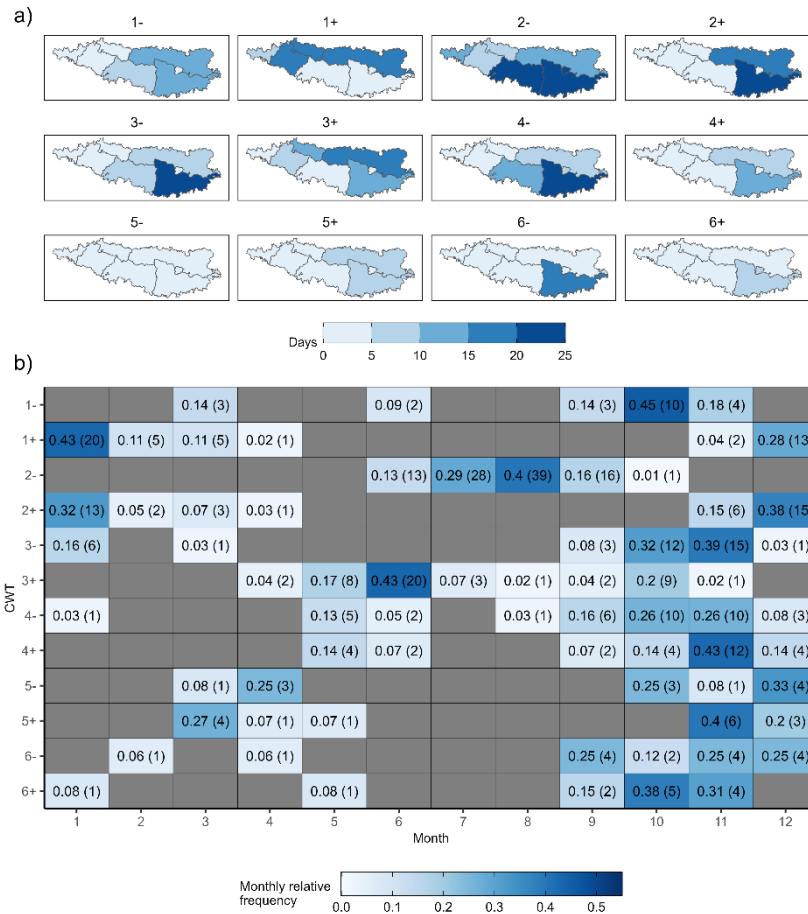 a)
1- 1+ 2- 2+
3- 3+ 4- 4+
5- 5+ 6- 6+
Days
0 5 10 15 20 25
b)
1- 0.14 (3) 0.09 (2) 0.14 (3) 0.45 (10) 0.18 (4)
1+ 0.43 (20) 0.11 (5) 0.11 (5) 0.02 (1) 0.04 (2) 0.28 (13)
2- 0.13 (13) 0.29 (28) 0.4 (39) 0.16 (16) 0.01 (1)
2+ 0.32 (13) 0.05 (2) 0.07 (3) 0.03 (1) 0.15 (6) 0.38 (15)
3- 0.16 (6) 0.03 (1) 0.08 (3) 0.32 (12) 0.39 (15) 0.03 (1)
3+ 0.04 (2) 0.17 (8) 0.43 (20) 0.07 (3) 0.02 (1) 0.04 (2) 0.2 (9) 0.02 (1)
CWT
4- 0.03 (1) 0.13 (5) 0.05 (2) 0.03 (1) 0.16 (6) 0.26 (10) 0.26 (10) 0.08 (3)
4+ 0.14 (4) 0.07 (2) 0.07 (2) 0.14 (4) 0.43 (12) 0.14 (4)
5- 0.08 (1) 0.25 (3) 0.25 (3) 0.08 (1) 0.33 (4)
5+ 0.27 (4) 0.07 (1) 0.07 (1) 0.4 (6) 0.2 (3)
6- 0.06 (1) 0.06 (1) 0.25 (4) 0.12 (2) 0.25 (4) 0.25 (4)
6+ 0.08 (1) 0.08 (1) 0.15 (2) 0.38 (5) 0.31 (4)
1 2 3 4 5 6 7 8 9 10 11 12
Month
Monthly relative
frequency
0.0 0.1 0.2 0.3 0.4 0.5